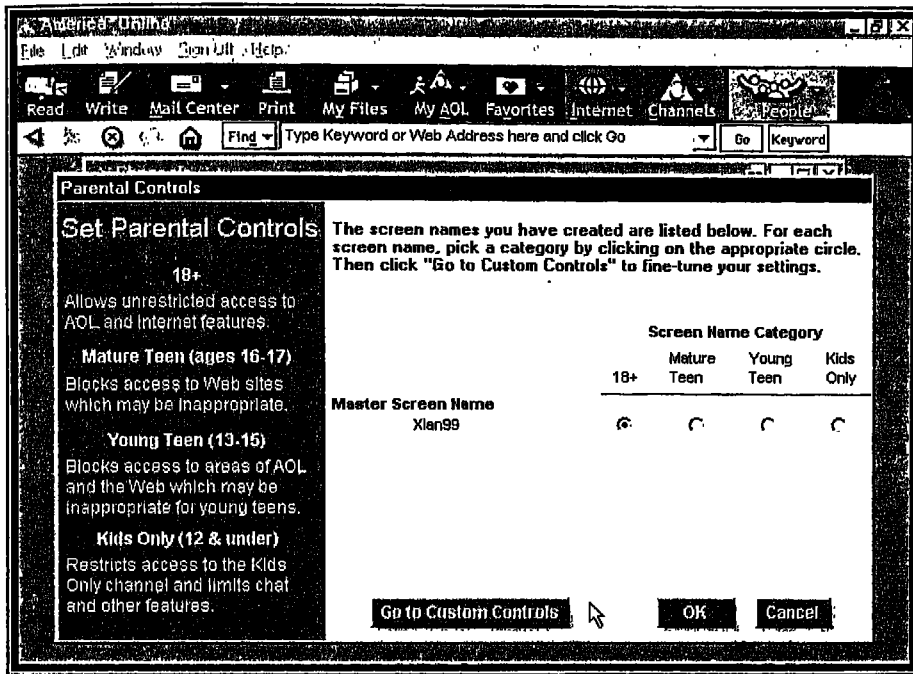 America Online
File Edit Window Sign Off Help
Read Write Mail Center Print My Files My AOL Favorites Internet Channels People
Find Type Keyword or Web Address here and click Go Go Keyword
Parental Controls
Set Parental Controls
18+
Allows unrestricted access to
AOL and Internet features.
Mature Teen (ages 16-17)
Blocks access to Web sites
which may be inappropriate.
Young Teen (13-15)
Blocks access to areas of AOL
and the Web which may be
inappropriate for young teens.
Kids Only (12 & under)
Restricts access to the Kids
Only channel and limits chat
and other features.
The screen names you have created are listed below. For each
screen name, pick a category by clicking on the appropriate circle.
Then click "Go to Custom Controls" to fine-tune your settings.
Screen Name Category
18+ Mature Teen Young Teen Kids Only
Master Screen Name
Xlan99
Go to Custom Controls OK Cancel